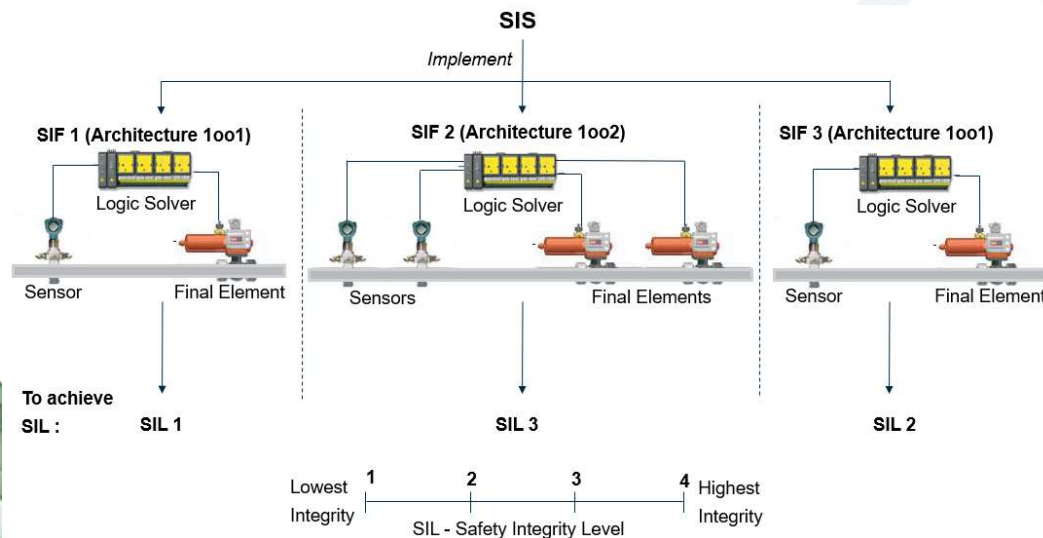 SIS
Implement
SIF 1 (Architecture 1oo1)
Logic Solver
Sensor
Final Element
SIF 2 (Architecture 1oo2)
Logic Solver
Sensors
Final Elements
SIF 3 (Architecture 1oo1)
Logic Solver
Sensor
Final Element
To achieve
SIL :
SIL 1
SIL 3
SIL 2
Lowest
Integrity
1
2
3
4
Highest
Integrity
SIL - Safety Integrity Level